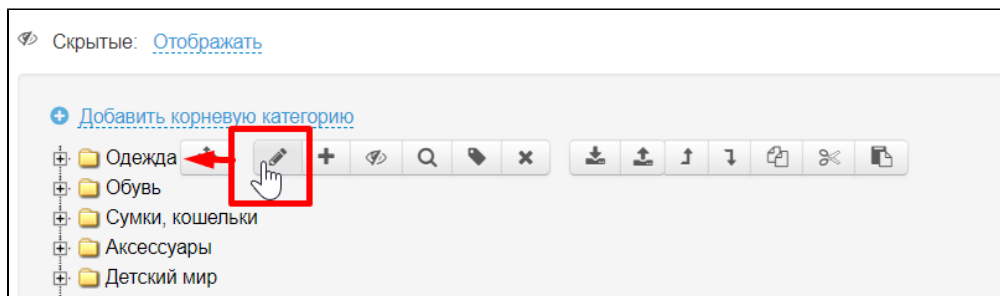 Скрытые: Отображать
Добавить корневую категорию
Одежда
Обувь
Сумки, кошельки
Аксессуары
Детский мир